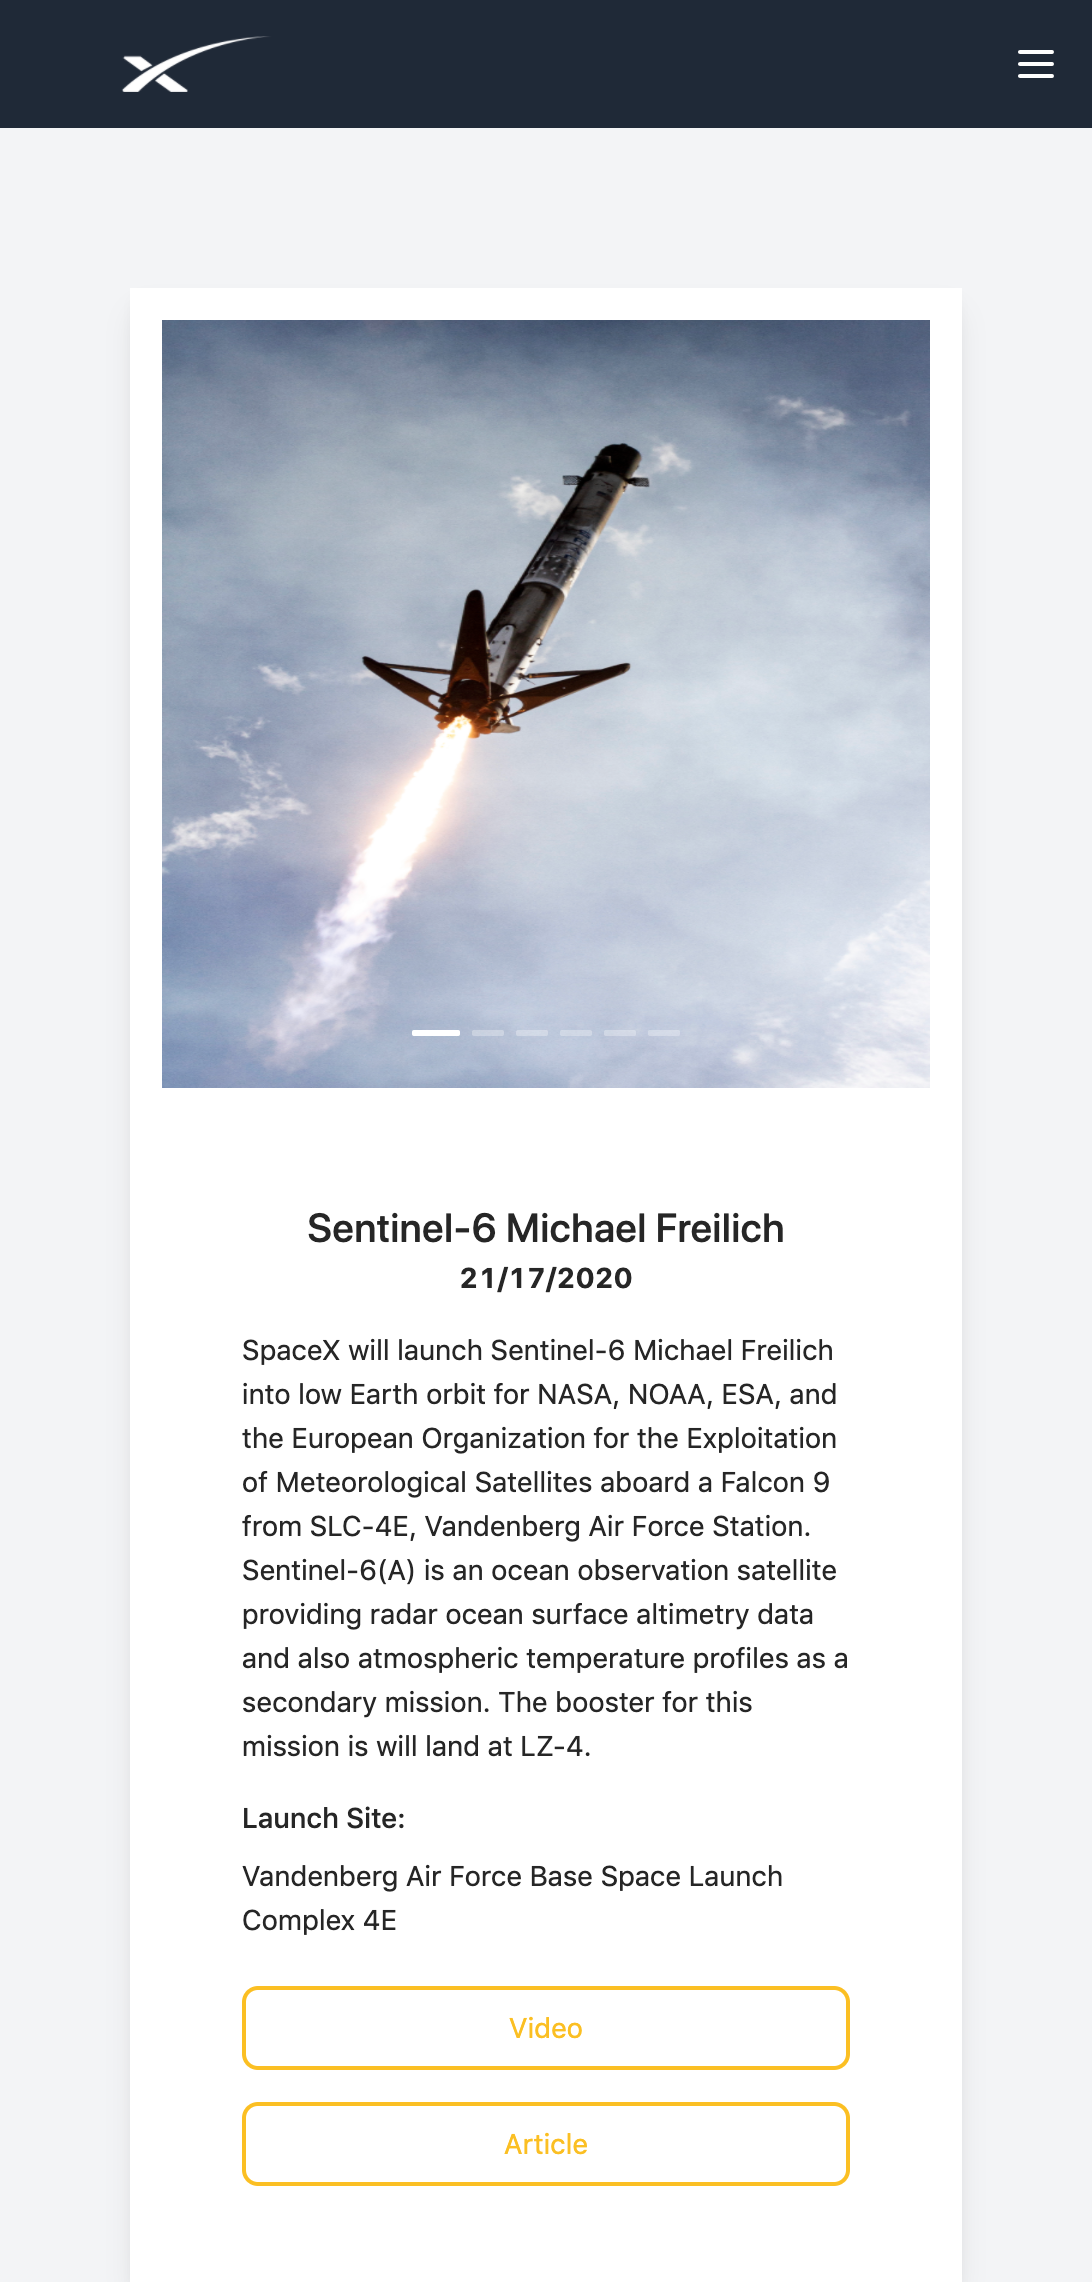 Sentinel-6 Michael Freilich
21/17/2020
SpaceX will launch Sentinel-6 Michael Freilich
into low Earth orbit for NASA, NOAA, ESA, and
the European Organization for the Exploitation
of Meteorological Satellites aboard a Falcon 9
from SLC-4E, Vandenberg Air Force Station.
Sentinel-6(A) is an ocean observation satellite
providing radar ocean surface altimetry data
and also atmospheric temperature profiles as a
secondary mission. The booster for this
mission is will land at LZ-4.
Launch Site:
Vandenberg Air Force Base Space Launch
Complex 4E
Video
Article